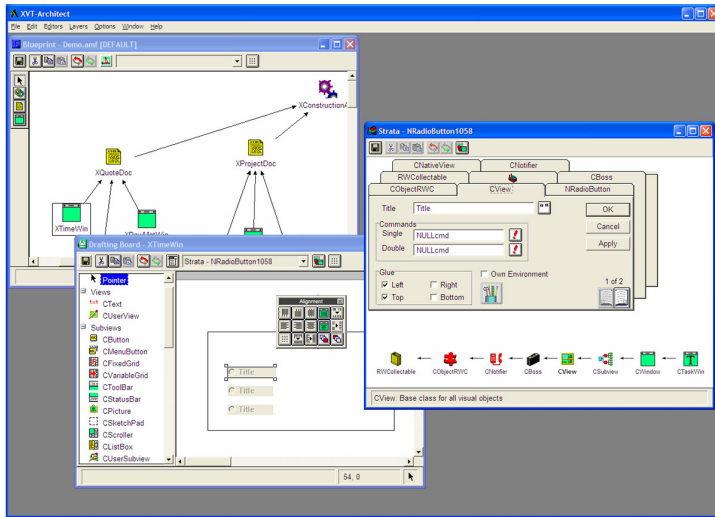 XVT-Architect
File Edit Editors Layers Options Window Help
Blueprint - Demo.amf [DEFAULT]
XQuoteDoc
XProjectDoc
XTimeWin
Strata - NRadioButton1058
CNativeView CNotifier
RWCollectable CBoss
CObjectRWC CView NRadioButton
Title Title OK
Commands
Single NULLcmd Cancel
Double NULLcmd Apply
Glue Own Environment
Left Right 1 of 2
Top Bottom
RWCollectable CObjectRWC CNotifier CBoss CView CSubview CWindow CTaskWin
CView: Base class for all visual objects
Drafting Board - XTimeWin
Strata - NRadioButton1058
Pointer
Views
CText
CUserView
Subviews
CButton
CMenuButton
CFixedGrid
CVariableGrid
CToolBar
CStatusBar
CPicture
CSketchPad
CScroller
CListBox
CUserSubview
Alignment
Title
Title
Title
54, 0